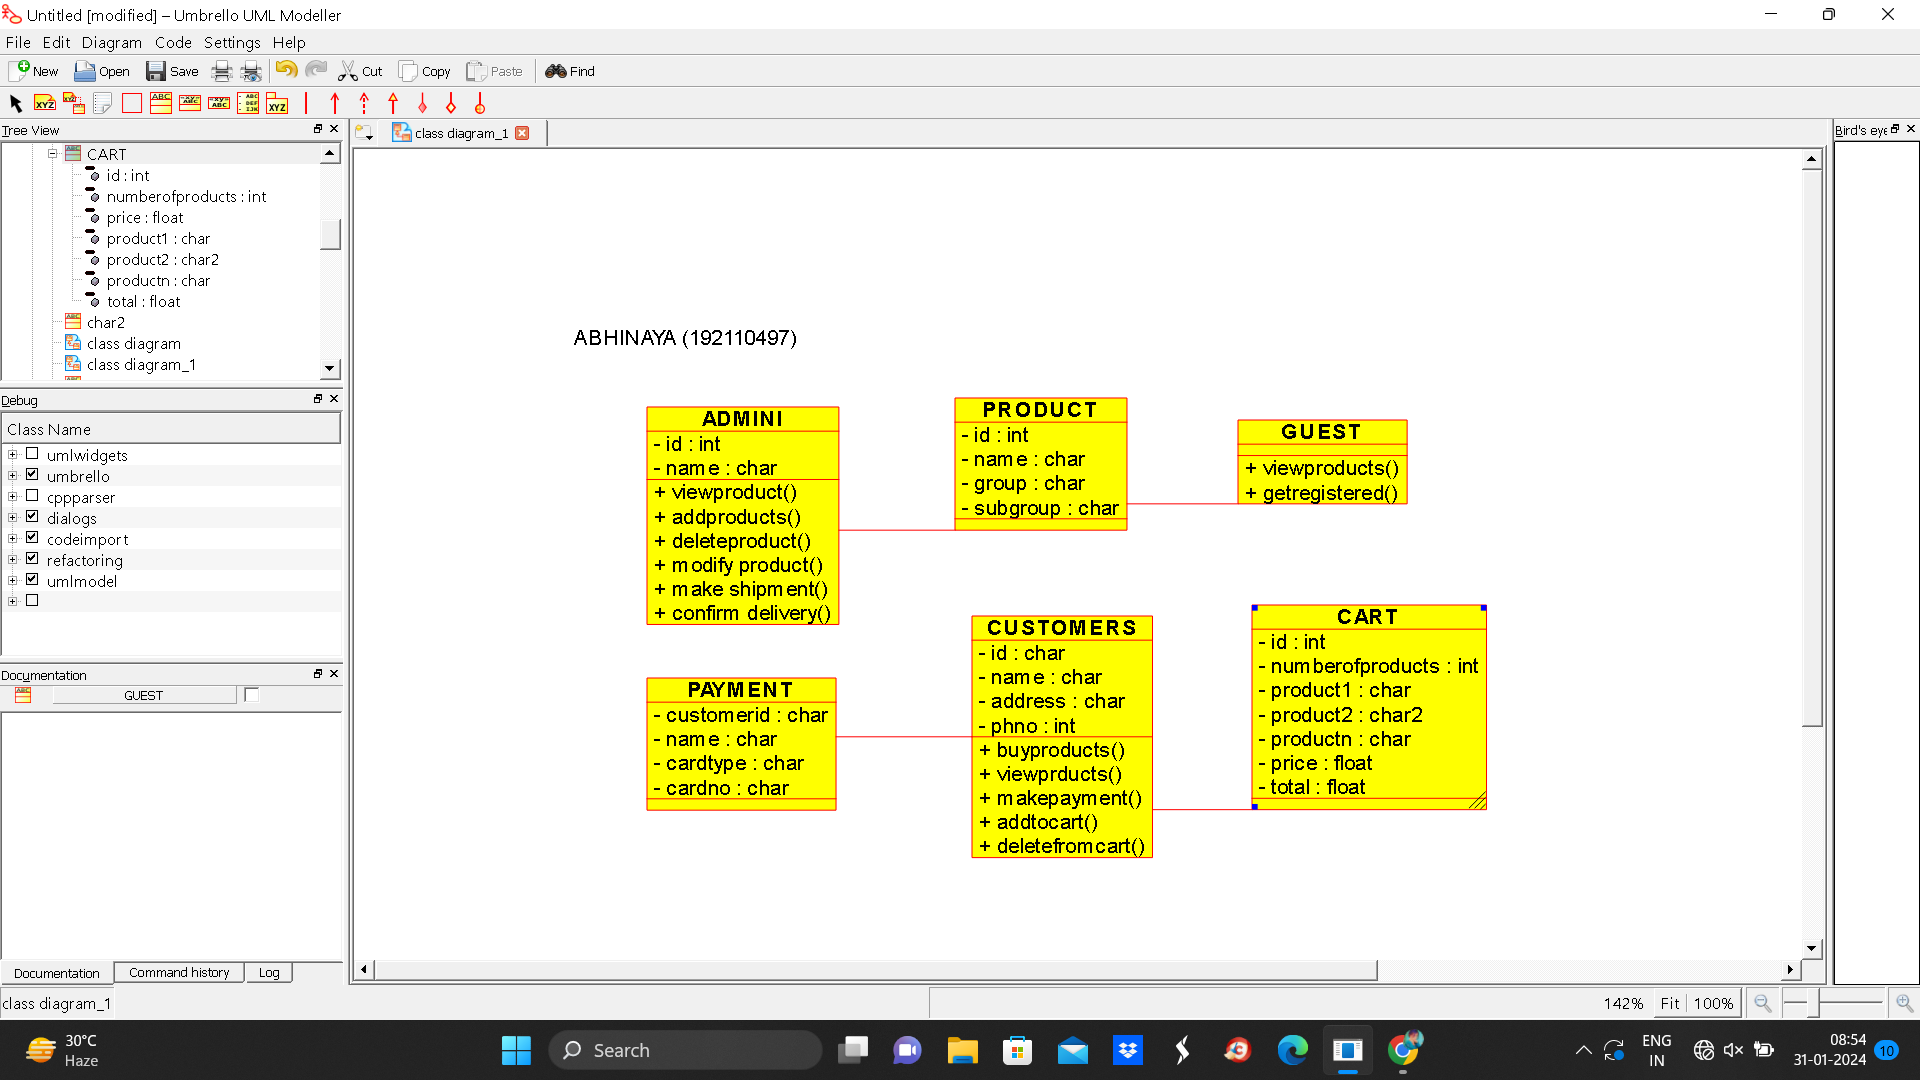 Untitled [modified] – Umbrello UML Modeller
File Edit Diagram Code Settings Help
New Open Save Cut Copy Paste Find
Tree View
CART
id : int
numberofproducts : int
price : float
product1 : char
product2 : char2
productn : char
total : float
char2
class diagram
class diagram_1
Debug
Class Name
umlwidgets
umbrello
cppparser
dialogs
codeimport
refactoring
umlmodel
Documentation
GUEST
Documentation Command history Log
class diagram_1
class diagram_1
Bird's eye
ABHINAYA (192110497)
ADMINI
- id : int
- name : char
+ viewproduct()
+ addproducts()
+ deleteproduct()
+ modify product()
+ make shipment()
+ confirm delivery()
PRODUCT
- id : int
- name : char
- group : char
- subgroup : char
GUEST
+ viewproducts()
+ getregistered()
PAYMENT
- customerid : char
- name : char
- cardtype : char
- cardno : char
CUSTOMERS
- id : char
- name : char
- address : char
- phno : int
+ buyproducts()
+ viewprducts()
+ makepayment()
+ addtocart()
+ deletefromcart()
CART
- id : int
- numberofproducts : int
- product1 : char
- product2 : char2
- productn : char
- price : float
- total : float
142% Fit 100%
30°C
Haze
Search
ENG
IN
08:54
31-01-2024
10